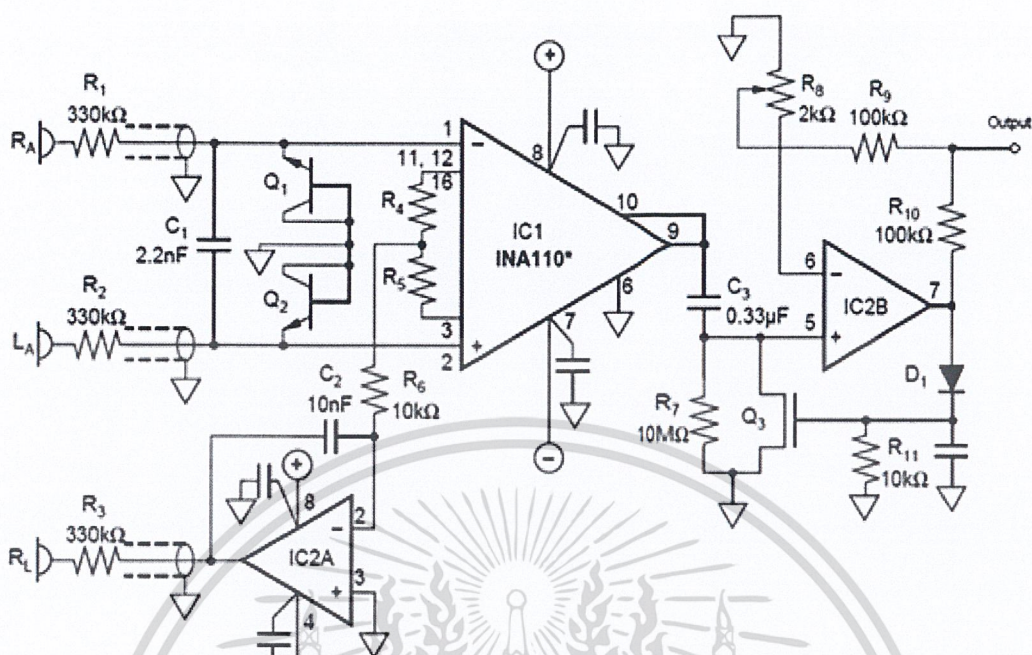 R1
330kΩ
RA
C1
2.2nF
R2
330kΩ
LA
Q1
Q2
1
11, 12
16
R4
R5
3
2
−
+
IC1
INA110*
+
8
10
9
6
7
−
C3
0.33μF
R7
10MΩ
Q3
R8
2kΩ
R9
100kΩ
Output
R10
100kΩ
6
−
5
+
IC2B
7
D1
R11
10kΩ
C2
10nF
R6
10kΩ
+
8
R3
330kΩ
RL
IC2A
−
2
+
3
4